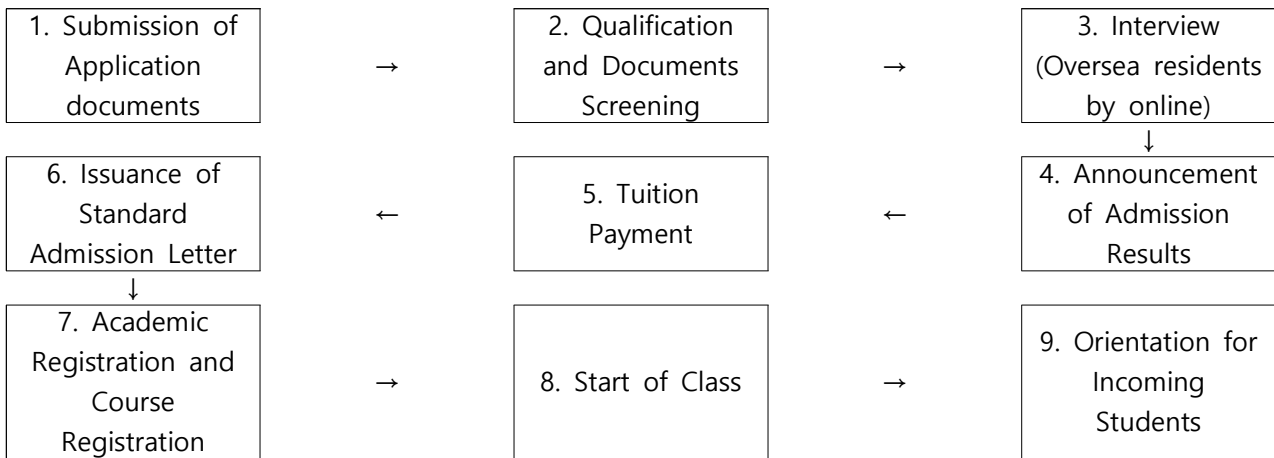 1. Submission of
Application
documents
→
2. Qualification
and Documents
Screening
→
3. Interview
(Oversea residents
by online)
↓
4. Announcement
of Admission
Results
←
5. Tuition
Payment
←
6. Issuance of
Standard
Admission Letter
↓
7. Academic
Registration and
Course
Registration
→
8. Start of Class
→
9. Orientation for
Incoming
Students